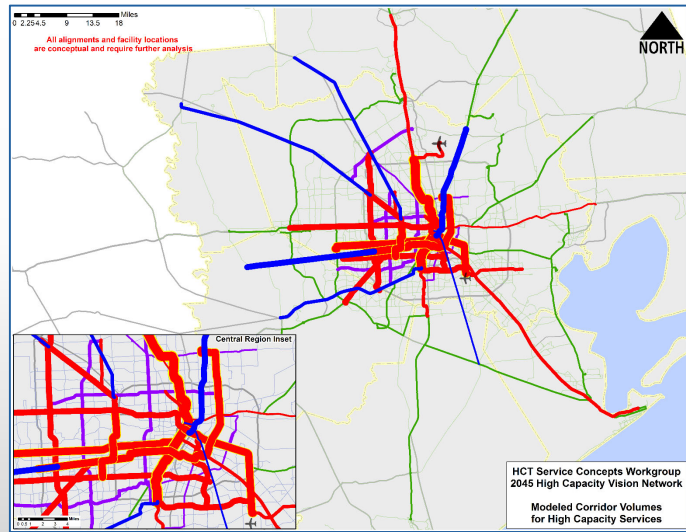 Miles
0 2.25 4.5 9 13.5 18
All alignments and facility locations
are conceptual and require further analysis
NORTH
Central Region Inset
Miles
HCT Service Concepts Workgroup
2045 High Capacity Vision Network
Modeled Corridor Volumes
for High Capacity Services